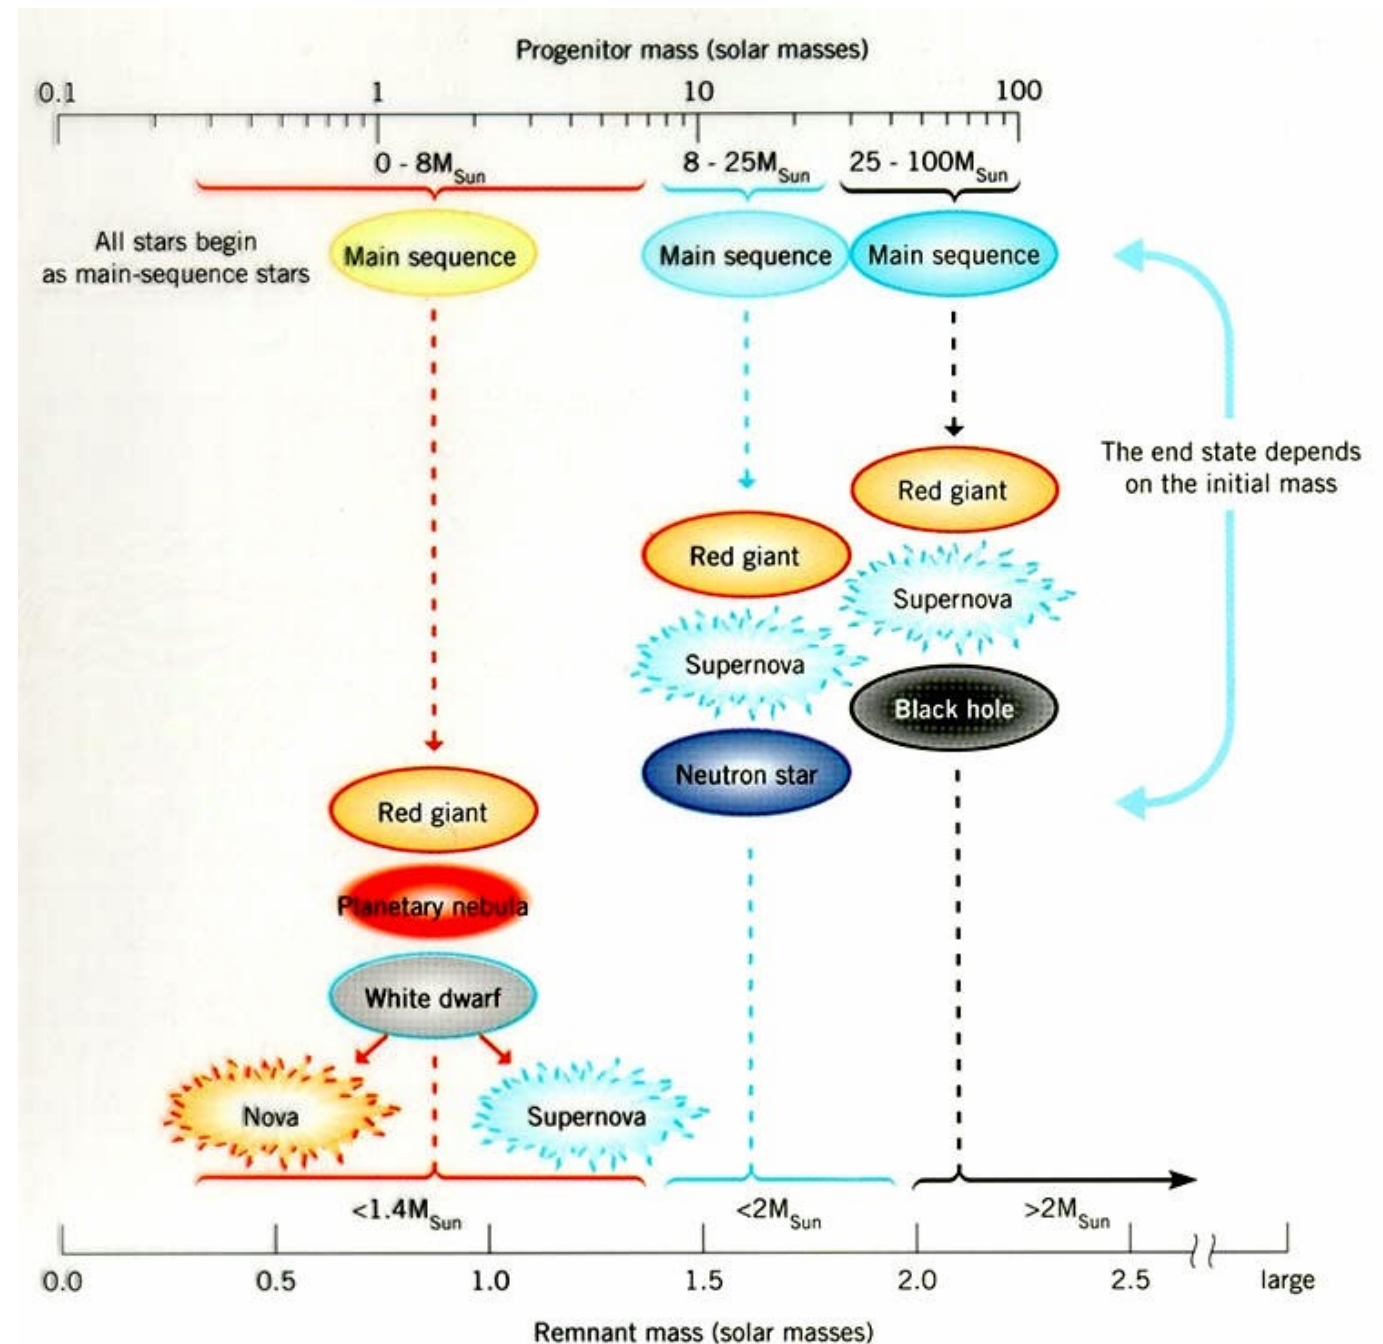 Progenitor mass (solar masses)
0.1 1 10 100
0 - 8MSun 8 - 25MSun 25 - 100MSun
All stars begin
as main-sequence stars
Main sequence Main sequence Main sequence
The end state depends
on the initial mass
Red giant
Red giant
Supernova
Supernova
Black hole
Neutron star
Red giant
Planetary nebula
White dwarf
Nova Supernova
<1.4MSun <2MSun >2MSun
0.0 0.5 1.0 1.5 2.0 2.5 large
Remnant mass (solar masses)